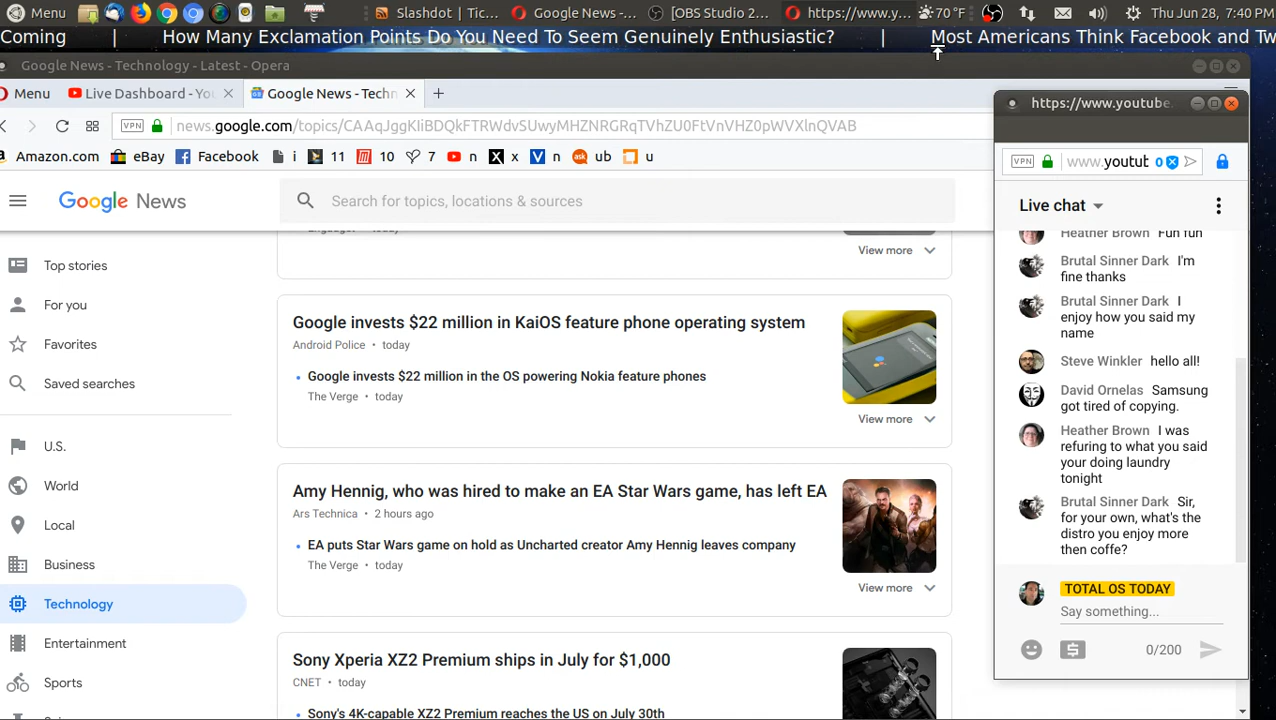 Menu
Slashdot | Tic...
Google News -...
[OBS Studio 2...
https://www.y...
70 °F
Thu Jun 28, 7:40 PM
Coming | How Many Exclamation Points Do You Need To Seem Genuinely Enthusiastic? | Most Americans Think Facebook and Tw
Google News - Technology - Latest - Opera
Menu
Live Dashboard - You
Google News - Techn
VPN
news.google.com/topics/CAAqJggKIiBDQkFTRWdvSUwyMHZNRGRqTVhZU0FtVnVHZ0pWVXlnQVAB
Amazon.com
eBay
Facebook
i
11
10
7
n
x
n
ub
u
Google News
Search for topics, locations & sources
Top stories
For you
Favorites
Saved searches
U.S.
World
Local
Business
Technology
Entertainment
Sports
Engadget • today
View more
Google invests $22 million in KaiOS feature phone operating system
Android Police • today
Google invests $22 million in the OS powering Nokia feature phones
The Verge • today
View more
Amy Hennig, who was hired to make an EA Star Wars game, has left EA
Ars Technica • 2 hours ago
EA puts Star Wars game on hold as Uncharted creator Amy Hennig leaves company
The Verge • today
View more
Sony Xperia XZ2 Premium ships in July for $1,000
CNET • today
Sony's 4K-capable XZ2 Premium reaches the US on July 30th
https://www.youtube.
VPN
www.youtub
0
Live chat
Heather Brown Fun fun
Brutal Sinner Dark I'm
fine thanks
Brutal Sinner Dark I
enjoy how you said my
name
Steve Winkler hello all!
David Ornelas Samsung
got tired of copying.
Heather Brown I was
refuring to what you said
your doing laundry
tonight
Brutal Sinner Dark Sir,
for your own, what's the
distro you enjoy more
then coffe?
TOTAL OS TODAY
Say something...
0/200